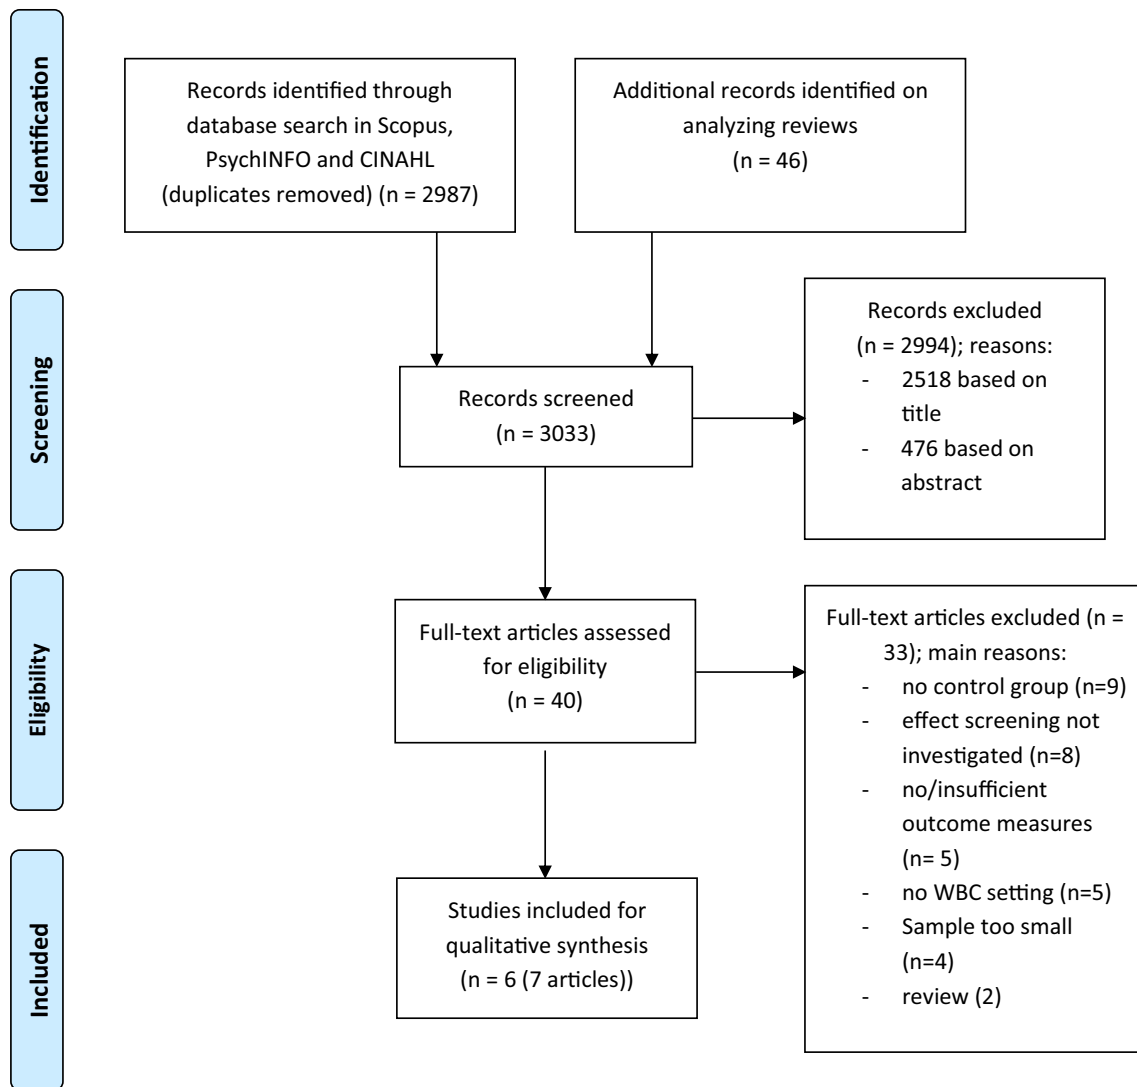 Identification
Records identified through
database search in Scopus,
PsychINFO and CINAHL
(duplicates removed) (n = 2987)
Additional records identified on
analyzing reviews
(n = 46)
Screening
Records screened
(n = 3033)
Records excluded
(n = 2994); reasons:
- 2518 based on
title
- 476 based on
abstract
Eligibility
Full-text articles assessed
for eligibility
(n = 40)
Full-text articles excluded (n =
33); main reasons:
- no control group (n=9)
- effect screening not
investigated (n=8)
- no/insufficient
outcome measures
(n= 5)
- no WBC setting (n=5)
- Sample too small
(n=4)
- review (2)
Included
Studies included for
qualitative synthesis
(n = 6 (7 articles))